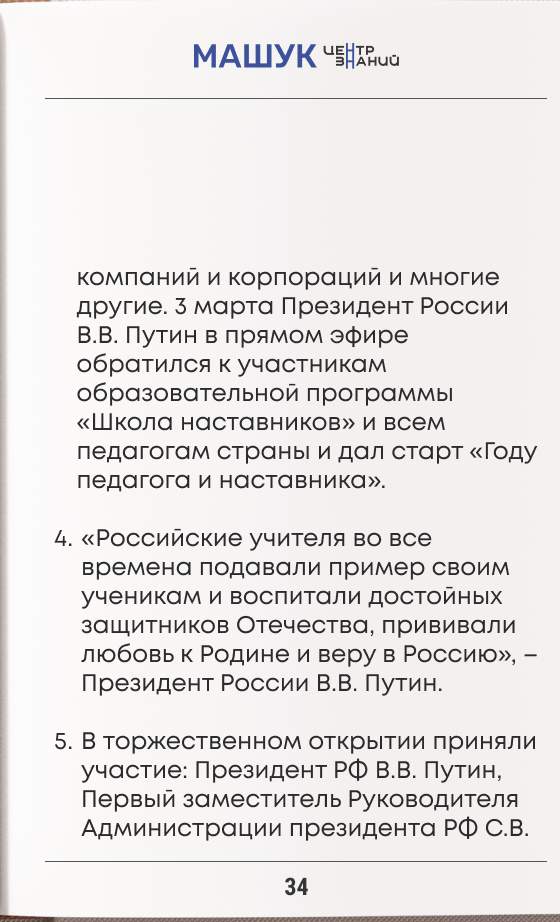 МАШУК ЦЕНТР
ЗНАНИЙ
компаний и корпораций и многие
другие. 3 марта Президент России
В.В. Путин в прямом эфире
обратился к участникам
образовательной программы
«Школа наставников» и всем
педагогам страны и дал старт «Году
педагога и наставника».
4. «Российские учителя во все
времена подавали пример своим
ученикам и воспитали достойных
защитников Отечества, прививали
любовь к Родине и веру в Россию», –
Президент России В.В. Путин.
5. В торжественном открытии приняли
участие: Президент РФ В.В. Путин,
Первый заместитель Руководителя
Администрации президента РФ С.В.
34